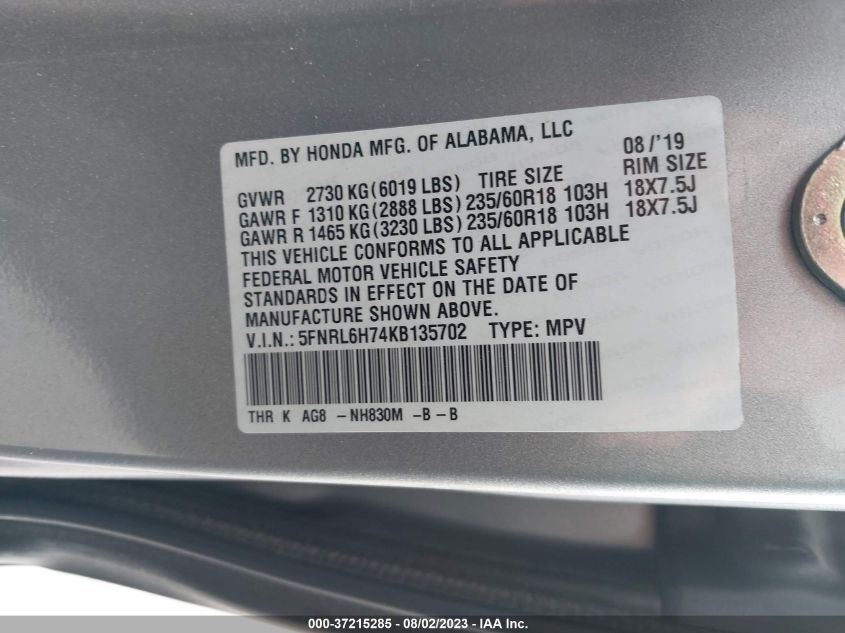 MFD. BY HONDA MFG. OF ALABAMA, LLC 08/'19
GVWR 2730 KG(6019 LBS) TIRE SIZE RIM SIZE
GAWR F 1310 KG(2888 LBS) 235/60R18 103H 18X7.5J
GAWR R 1465 KG(3230 LBS) 235/60R18 103H 18X7.5J
THIS VEHICLE CONFORMS TO ALL APPLICABLE
FEDERAL MOTOR VEHICLE SAFETY
STANDARDS IN EFFECT ON THE DATE OF
MANUFACTURE SHOWN ABOVE.
V.I.N.: 5FNRL6H74KB135702 TYPE: MPV
THR K AG8 -NH830M -B-B
000-37215285 - 08/02/2023 - IAA Inc.